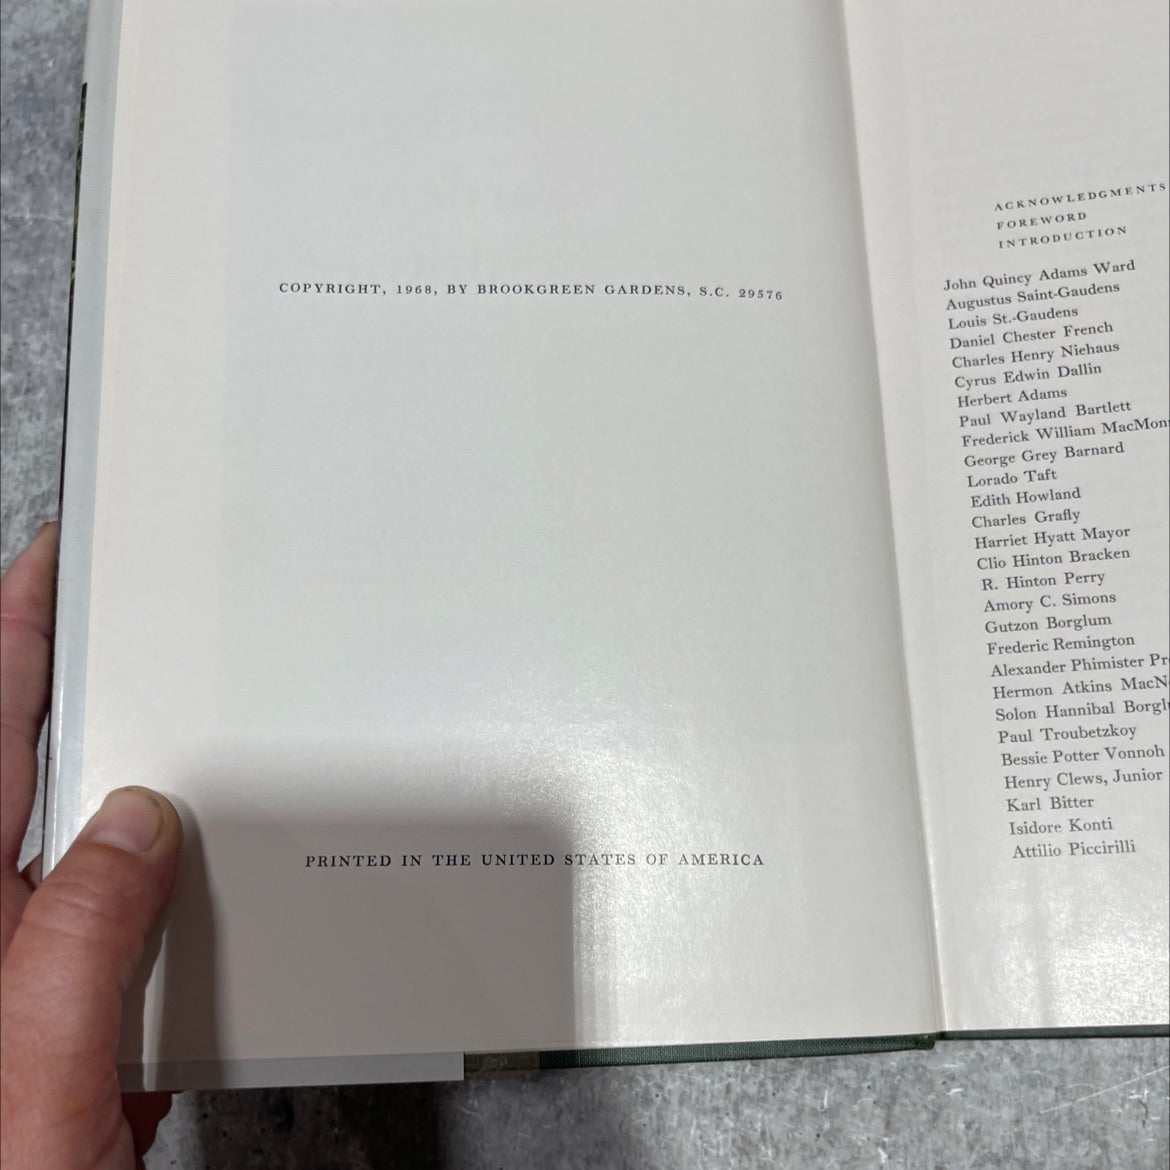 COPYRIGHT, 1968, BY BROOKGREEN GARDENS, S.C. 29576
PRINTED IN THE UNITED STATES OF AMERICA
ACKNOWLEDGMENTS
FOREWORD
INTRODUCTION
John Quincy Adams Ward
Augustus Saint-Gaudens
Louis St.-Gaudens
Daniel Chester French
Charles Henry Niehaus
Cyrus Edwin Dallin
Herbert Adams
Paul Wayland Bartlett
Frederick William MacMon
George Grey Barnard
Lorado Taft
Edith Howland
Charles Grafly
Harriet Hyatt Mayor
Clio Hinton Bracken
R. Hinton Perry
Amory C. Simons
Gutzon Borglum
Frederic Remington
Alexander Phimister Pr
Hermon Atkins MacN
Solon Hannibal Borgl
Paul Troubetzkoy
Bessie Potter Vonnoh
Henry Clews, Junior
Karl Bitter
Isidore Konti
Attilio Piccirilli